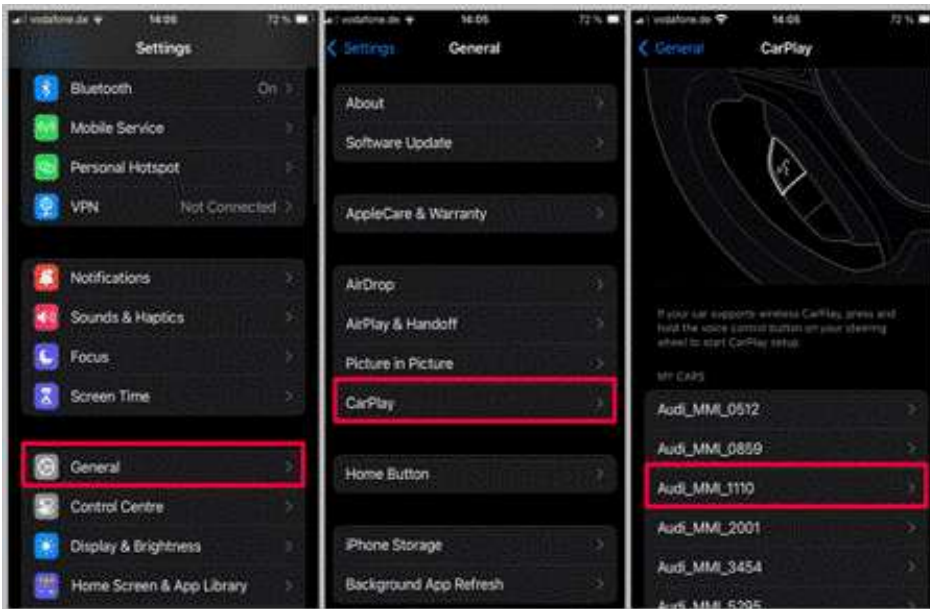 vodafone.de 14:05 72 %
Settings
Bluetooth On
Mobile Service
Personal Hotspot
VPN Not Connected
Notifications
Sounds & Haptics
Focus
Screen Time
General
Control Centre
Display & Brightness
Home Screen & App Library
vodafone.de 14:05 72 %
Settings General
About
Software Update
AppleCare & Warranty
AirDrop
AirPlay & Handoff
Picture in Picture
CarPlay
Home Button
iPhone Storage
Background App Refresh
vodafone.de 14:05 72 %
General CarPlay
If your car supports wireless CarPlay, press and
hold the voice control button on your steering
wheel to start CarPlay setup.
MY CARS
Audi_MMI_0512
Audi_MMI_0859
Audi_MMI_1110
Audi_MMI_2001
Audi_MMI_3454
Audi_MMI_5295